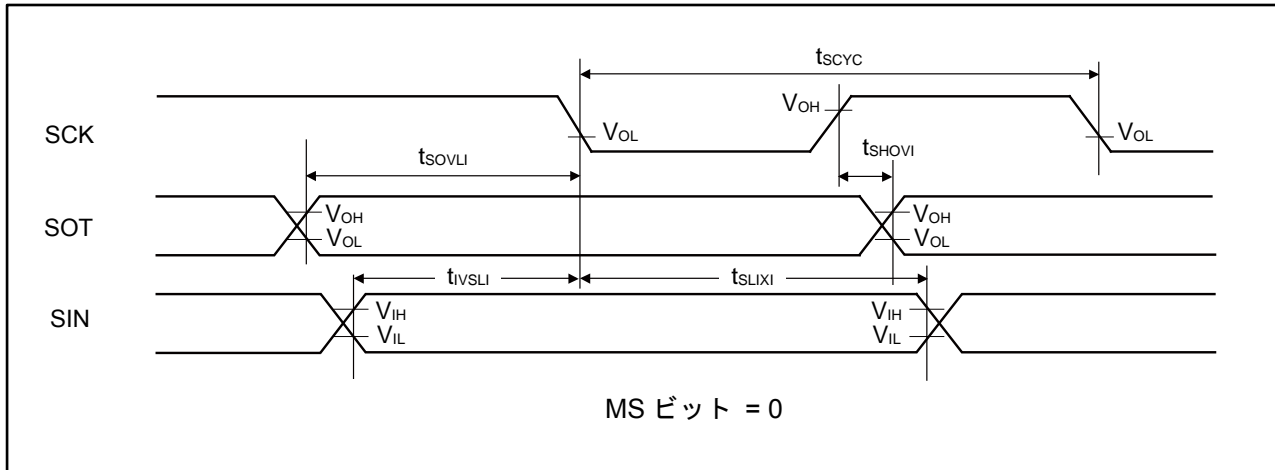 tSCYC
SCK
VOH
VOL
VOL
tSOVLI
tSHOVI
SOT
VOH
VOL
VOH
VOL
tIVSLI
tSLIXI
SIN
VIH
VIL
VIH
VIL
MS ビット = 0